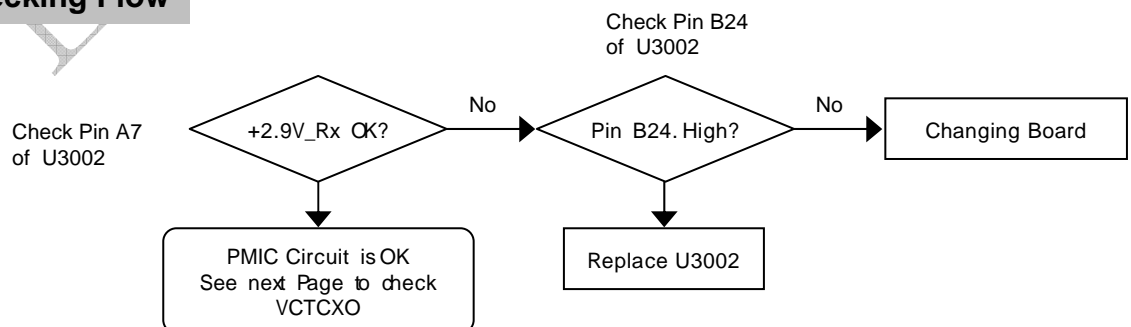 Flow
Check Pin B24
of U3002
Check Pin A7
of U3002
+2.9V_Rx OK?
No
Pin B24. High?
No
Changing Board
PMIC Circuit is OK
See next Page to check
VCTCXO
Replace U3002